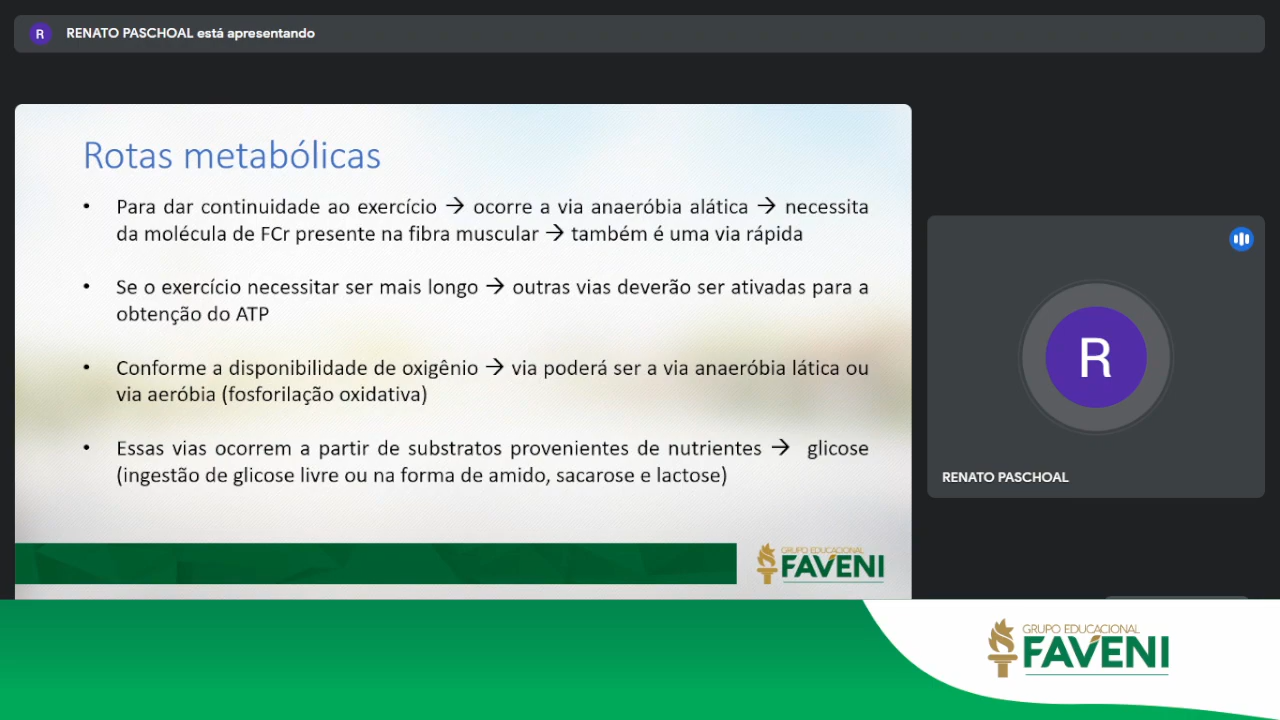 R
RENATO PASCHOAL está apresentando
Rotas metabólicas
• Para dar continuidade ao exercício → ocorre a via anaeróbia alática → necessita
da molécula de FCr presente na fibra muscular → também é uma via rápida
• Se o exercício necessitar ser mais longo → outras vias deverão ser ativadas para a
obtenção do ATP
• Conforme a disponibilidade de oxigênio → via poderá ser a via anaeróbia lática ou
via aeróbia (fosforilação oxidativa)
• Essas vias ocorrem a partir de substratos provenientes de nutrientes → glicose
(ingestão de glicose livre ou na forma de amido, sacarose e lactose)
GRUPO EDUCACIONAL
FAVENI
R
RENATO PASCHOAL
GRUPO EDUCACIONAL
FAVENI